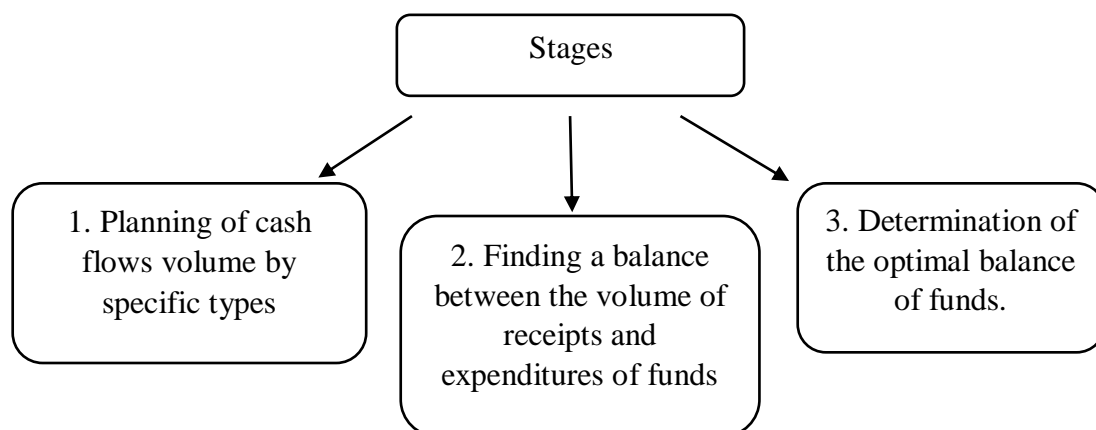 Stages
1. Planning of cash
flows volume by
specific types
2. Finding a balance
between the volume of
receipts and
expenditures of funds
3. Determination of
the optimal balance
of funds.